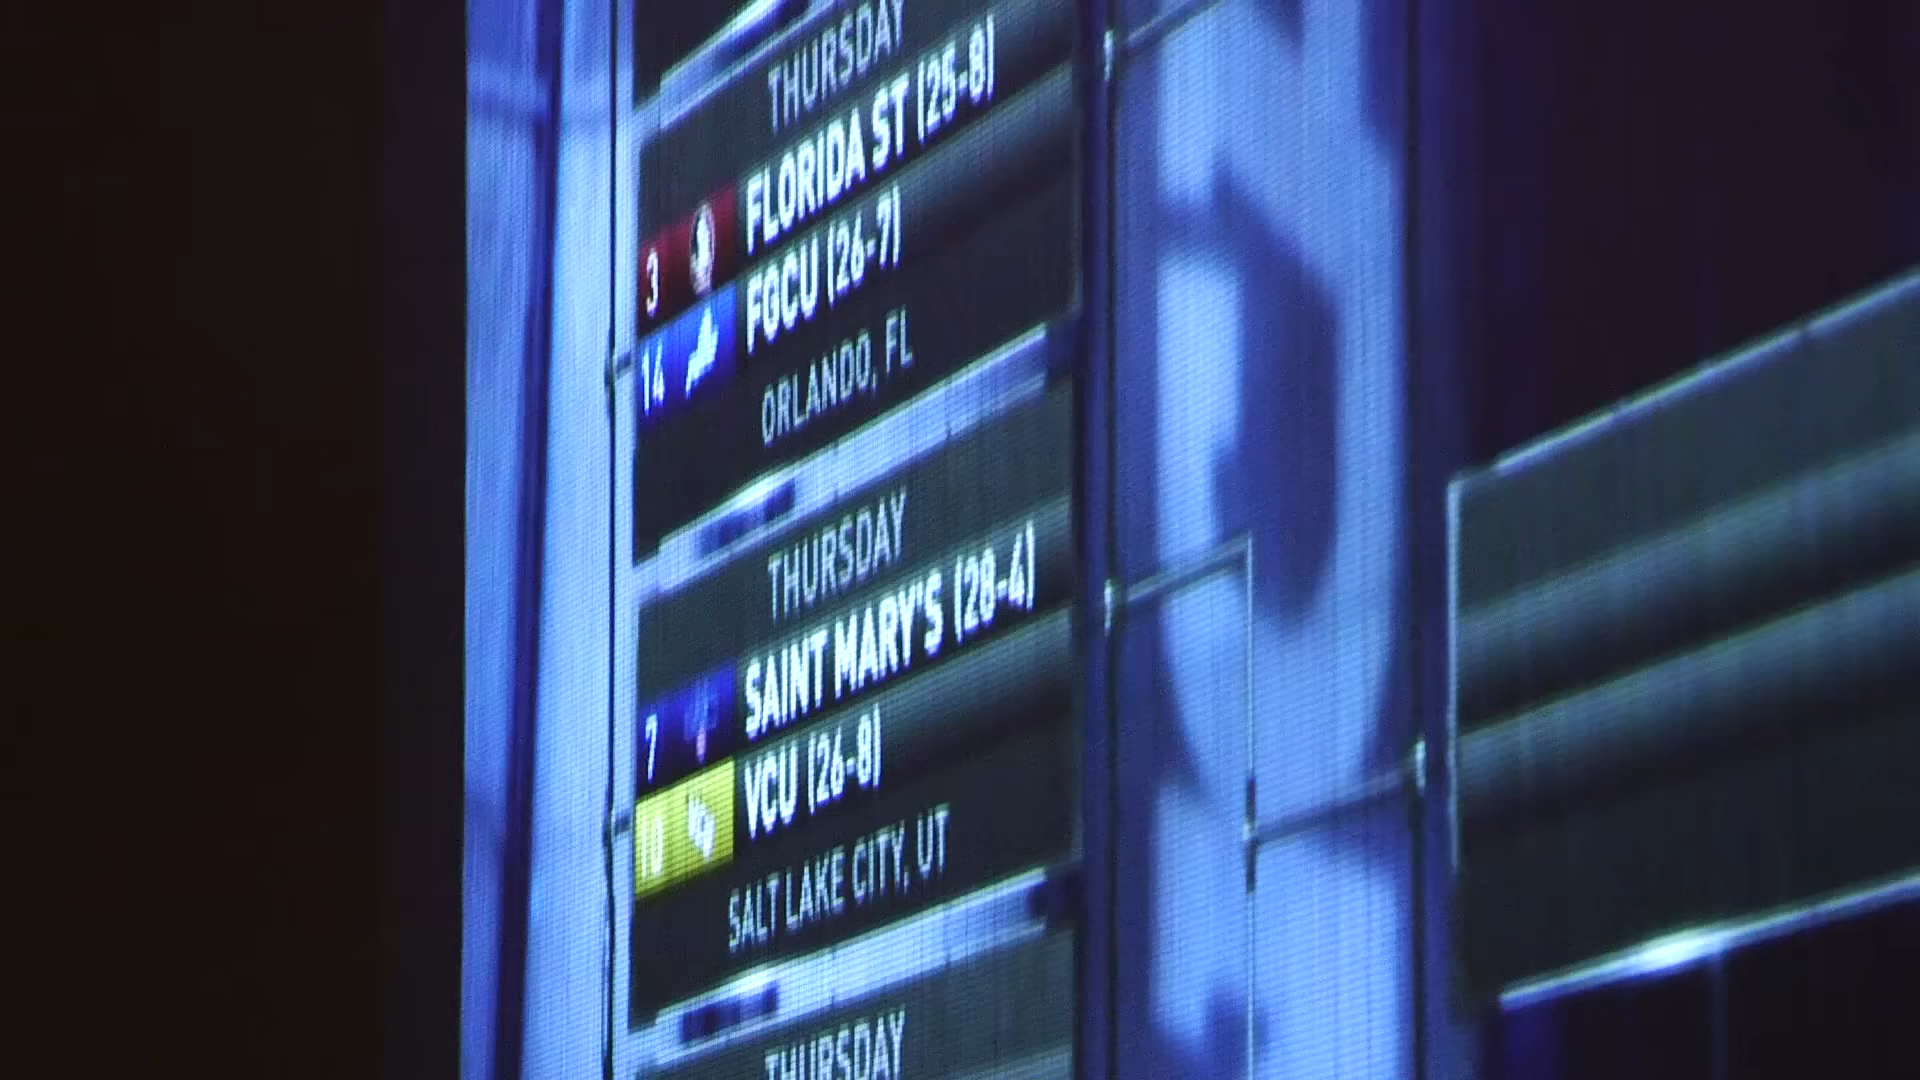 THURSDAY
3 FLORIDA ST (25-8)
14 FGCU (26-7)
ORLANDO, FL
THURSDAY
7 SAINT MARY'S (28-4)
10 VCU (26-8)
SALT LAKE CITY, UT
THURSDAY